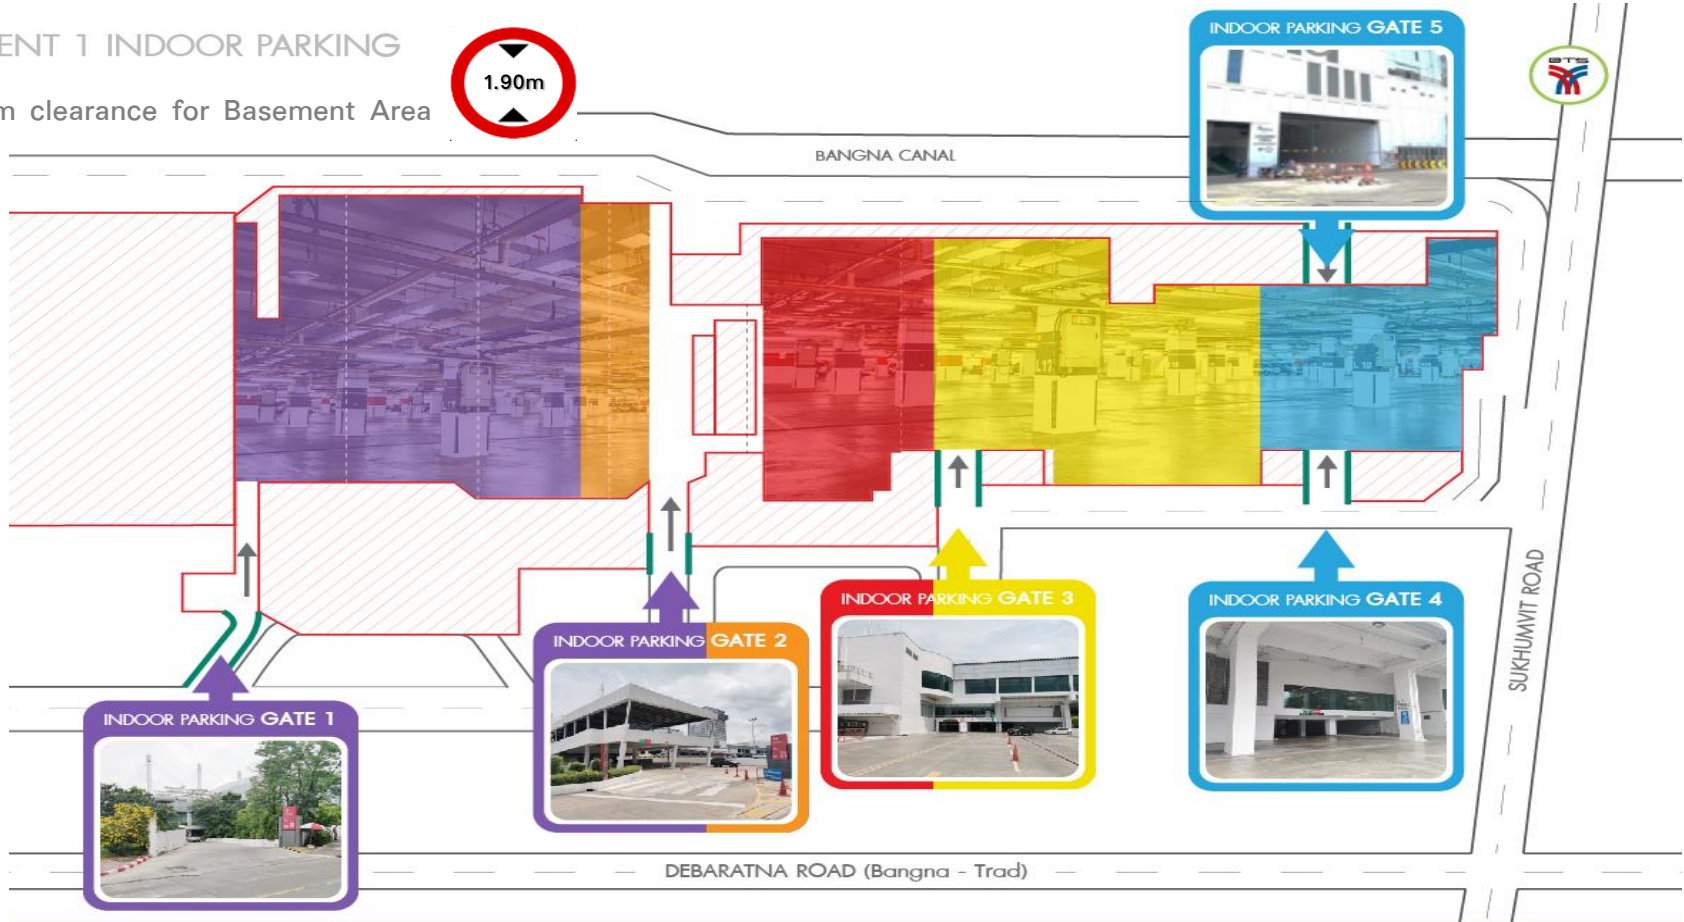 ENT 1 INDOOR PARKING
1.90m
m clearance for Basement Area
INDOOR PARKING GATE 5
BTS
BANGNA CANAL
SUKHUMVIT ROAD
INDOOR PARKING GATE 3
INDOOR PARKING GATE 4
INDOOR PARKING GATE 2
INDOOR PARKING GATE 1
DEBARATNA ROAD (Bangna - Trad)